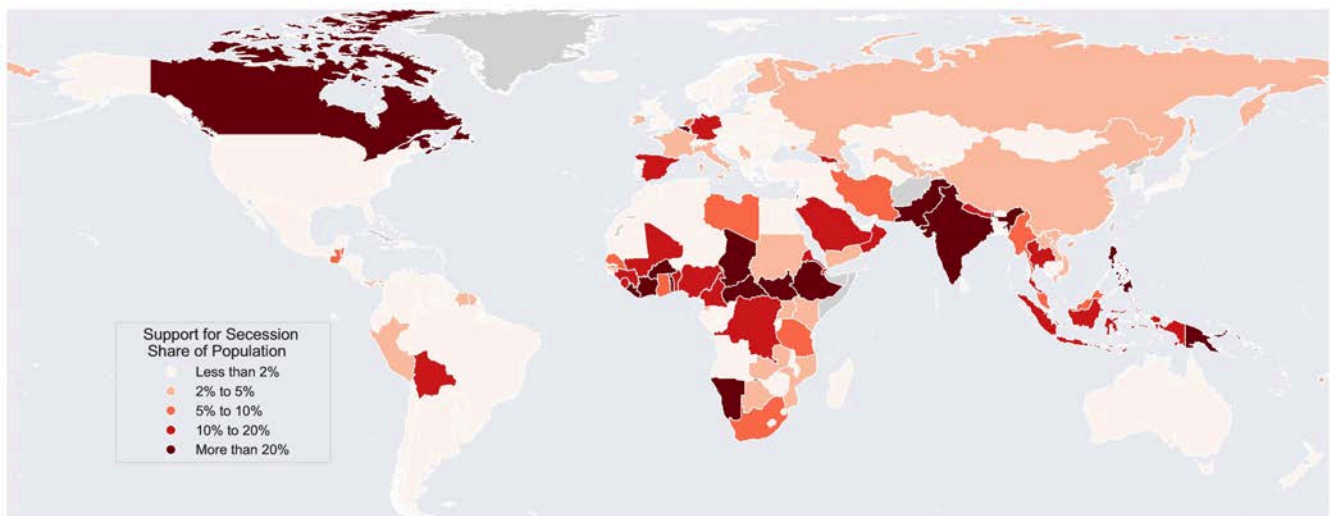 Support for Secession
Share of Population
Less than 2%
2% to 5%
5% to 10%
10% to 20%
More than 20%